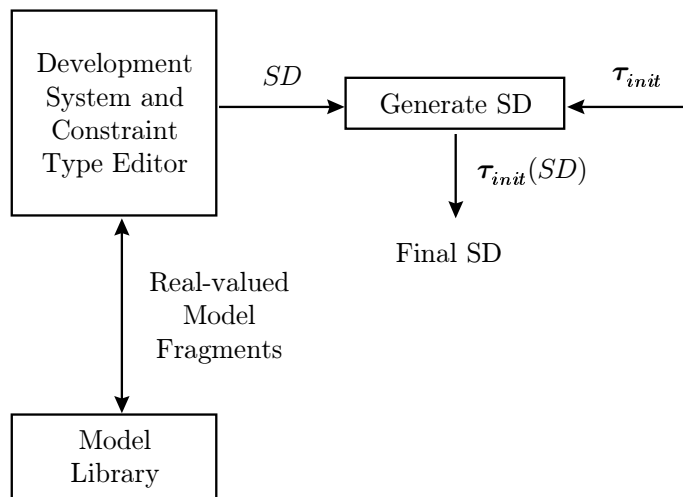 Development
System and
Constraint
Type Editor
SD
Generate SD
τ_init
τ_init(SD)
Final SD
Real-valued
Model
Fragments
Model
Library